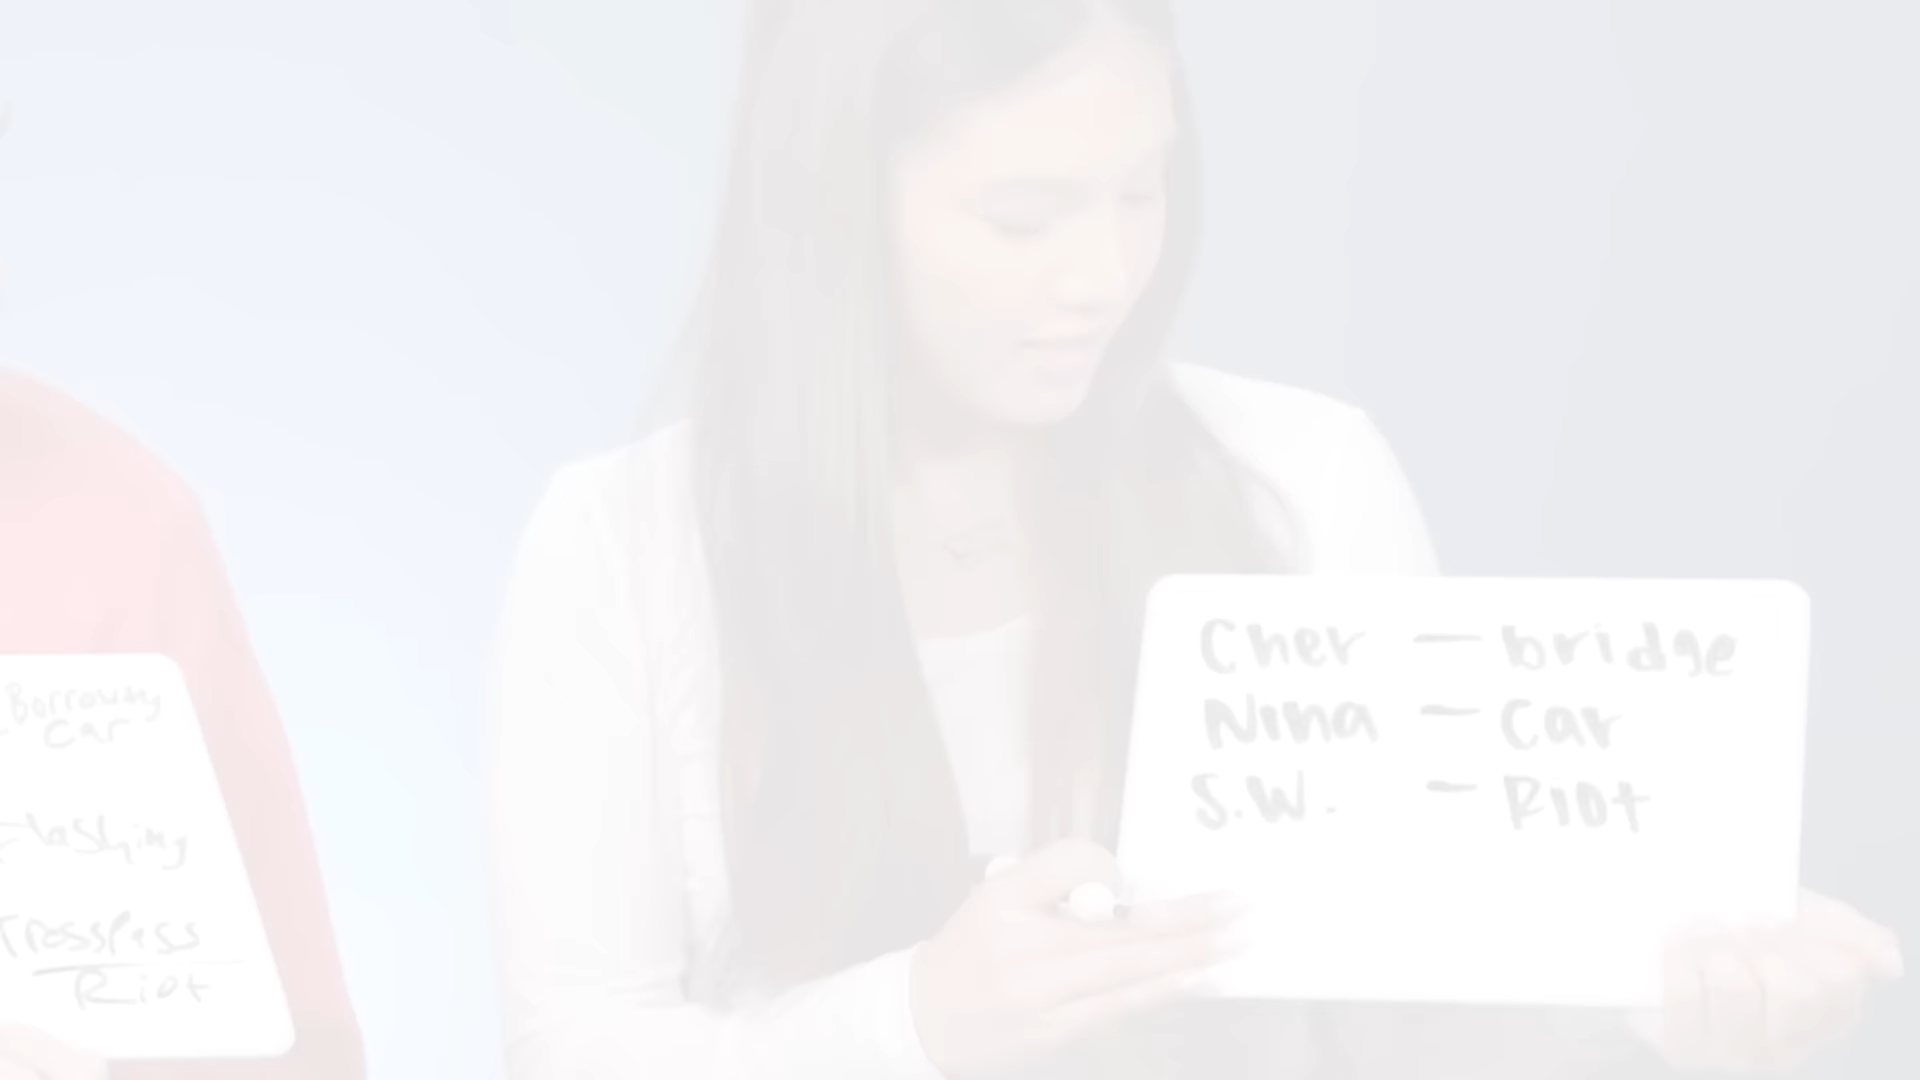 Borrowing
Car
Flashing
Trosspass
Riot
Cher — bridge
Nina — Car
S.W. — Riot